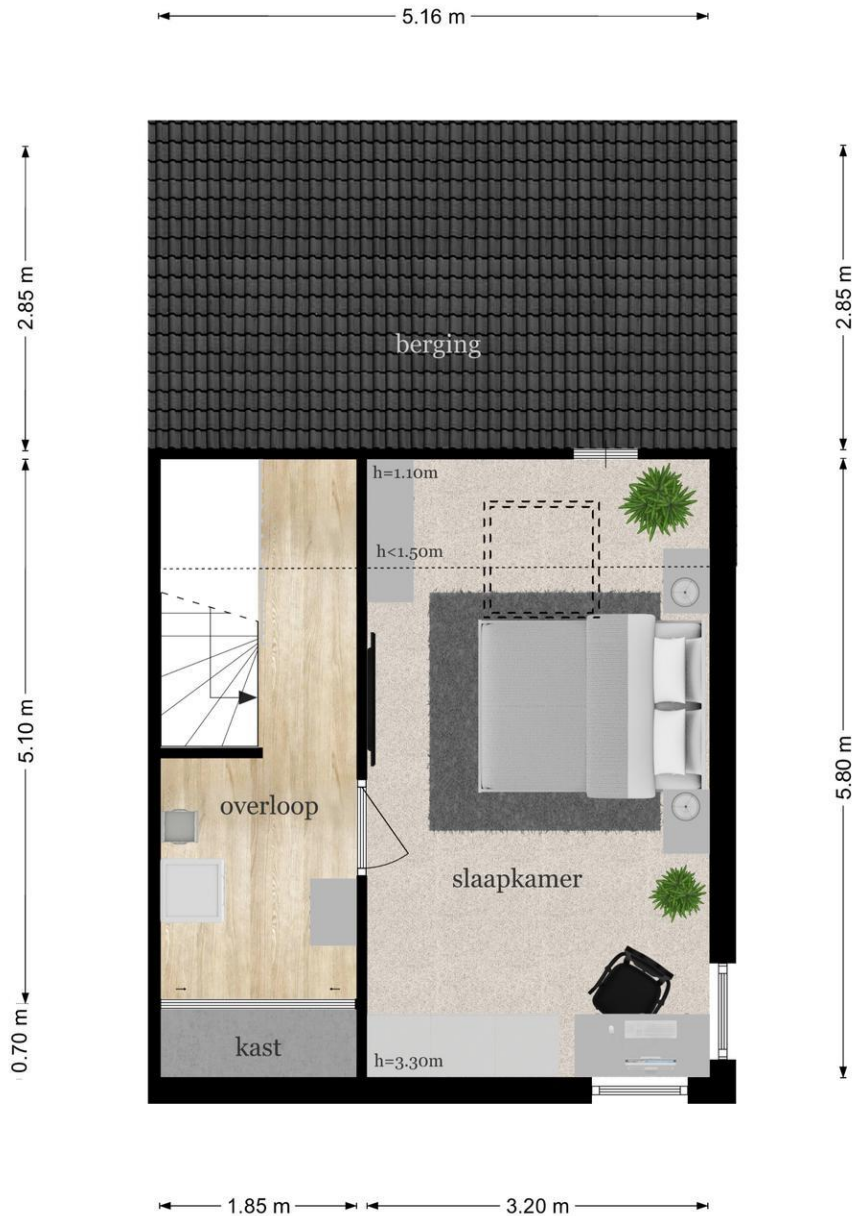 5.16 m
2.85 m
2.85 m
berging
h=1.10m
h<1.50m
5.10 m
5.80 m
overloop
slaapkamer
0.70 m
kast
h=3.30m
1.85 m
3.20 m